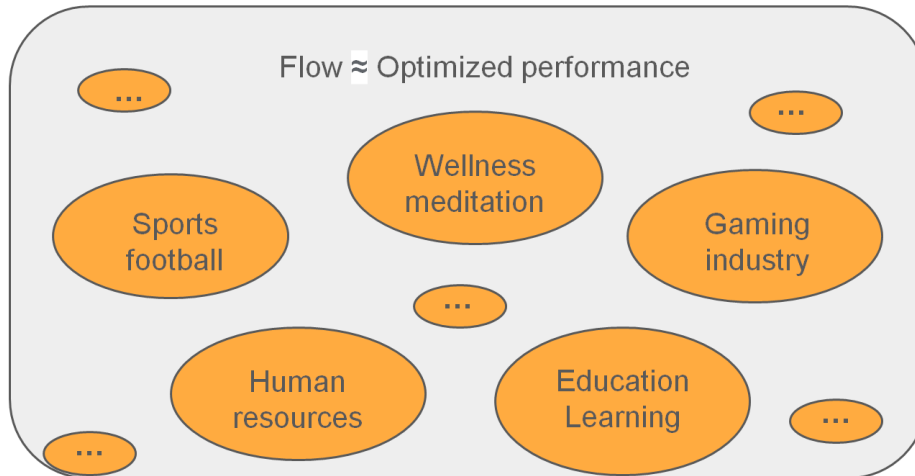 Flow ≈ Optimized performance
...
...
Wellness
meditation
Sports
football
Gaming
industry
...
Human
resources
Education
Learning
...
...